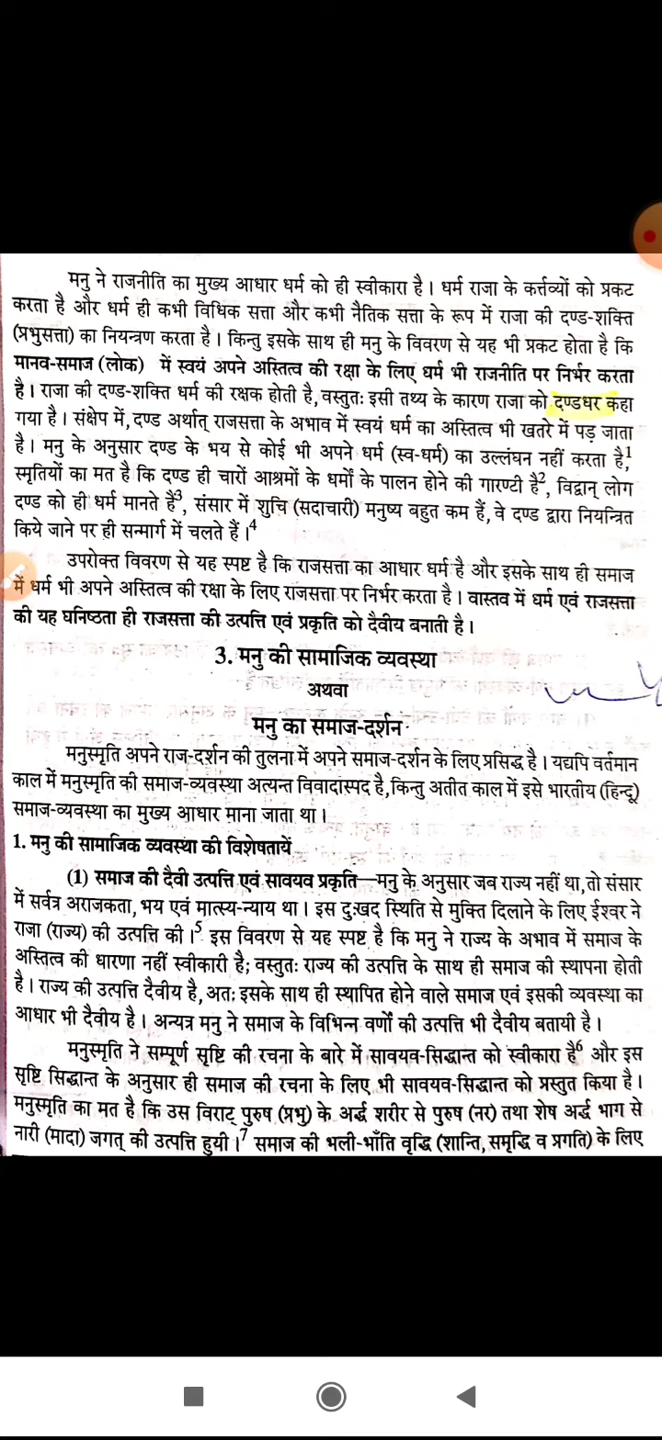 मनु ने राजनीति का मुख्य आधार धर्म को ही स्वीकारा है। धर्म राजा के कर्त्तव्यों को प्रकट
करता है और धर्म ही कभी विधिक सत्ता और कभी नैतिक सत्ता के रूप में राजा की दण्ड-शक्ति
(प्रभुसत्ता) का नियन्त्रण करता है। किन्तु इसके साथ ही मनु के विवरण से यह भी प्रकट होता है कि
मानव-समाज (लोक) में स्वयं अपने अस्तित्व की रक्षा के लिए धर्म भी राजनीति पर निर्भर करता
है। राजा की दण्ड-शक्ति धर्म की रक्षक होती है, वस्तुतः इसी तथ्य के कारण राजा को दण्डधर कहा
गया है। संक्षेप में, दण्ड अर्थात् राजसत्ता के अभाव में स्वयं धर्म का अस्तित्व भी खतरे में पड़ जाता
है। मनु के अनुसार दण्ड के भय से कोई भी अपने धर्म (स्व-धर्म) का उल्लंघन नहीं करता है,1
स्मृतियों का मत है कि दण्ड ही चारों आश्रमों के धर्मों के पालन होने की गारण्टी है2, विद्वान् लोग
दण्ड को ही धर्म मानते हैं3, संसार में शुचि (सदाचारी) मनुष्य बहुत कम हैं, वे दण्ड द्वारा नियन्त्रित
किये जाने पर ही सन्मार्ग में चलते हैं।4
उपरोक्त विवरण से यह स्पष्ट है कि राजसत्ता का आधार धर्म है और इसके साथ ही समाज
में धर्म भी अपने अस्तित्व की रक्षा के लिए राजसत्ता पर निर्भर करता है। वास्तव में धर्म एवं राजसत्ता
की यह घनिष्ठता ही राजसत्ता की उत्पत्ति एवं प्रकृति को दैवीय बनाती है।
3. मनु की सामाजिक व्यवस्था
अथवा
मनु का समाज-दर्शन
मनुस्मृति अपने राज-दर्शन की तुलना में अपने समाज-दर्शन के लिए प्रसिद्ध है। यद्यपि वर्तमान
काल में मनुस्मृति की समाज-व्यवस्था अत्यन्त विवादास्पद है, किन्तु अतीत काल में इसे भारतीय (हिन्दू)
समाज-व्यवस्था का मुख्य आधार माना जाता था।
1. मनु की सामाजिक व्यवस्था की विशेषतायें
(1) समाज की दैवी उत्पत्ति एवं सावयव प्रकृति—मनु के अनुसार जब राज्य नहीं था, तो संसार
में सर्वत्र अराजकता, भय एवं मात्स्य-न्याय था। इस दुःखद स्थिति से मुक्ति दिलाने के लिए ईश्वर ने
राजा (राज्य) की उत्पत्ति की।5 इस विवरण से यह स्पष्ट है कि मनु ने राज्य के अभाव में समाज के
अस्तित्व की धारणा नहीं स्वीकारी है; वस्तुतः राज्य की उत्पत्ति के साथ ही समाज की स्थापना होती
है। राज्य की उत्पत्ति दैवीय है, अतः इसके साथ ही स्थापित होने वाले समाज एवं इसकी व्यवस्था का
आधार भी दैवीय है। अन्यत्र मनु ने समाज के विभिन्न वर्णों की उत्पत्ति भी दैवीय बतायी है।
मनुस्मृति ने सम्पूर्ण सृष्टि की रचना के बारे में सावयव-सिद्धान्त को स्वीकारा है6 और इस
सृष्टि सिद्धान्त के अनुसार ही समाज की रचना के लिए भी सावयव-सिद्धान्त को प्रस्तुत किया है।
मनुस्मृति का मत है कि उस विराट् पुरुष (प्रभु) के अर्द्ध शरीर से पुरुष (नर) तथा शेष अर्द्ध भाग से
नारी (मादा) जगत् की उत्पत्ति हुयी।7 समाज की भली-भाँति वृद्धि (शान्ति, समृद्धि व प्रगति) के लिए